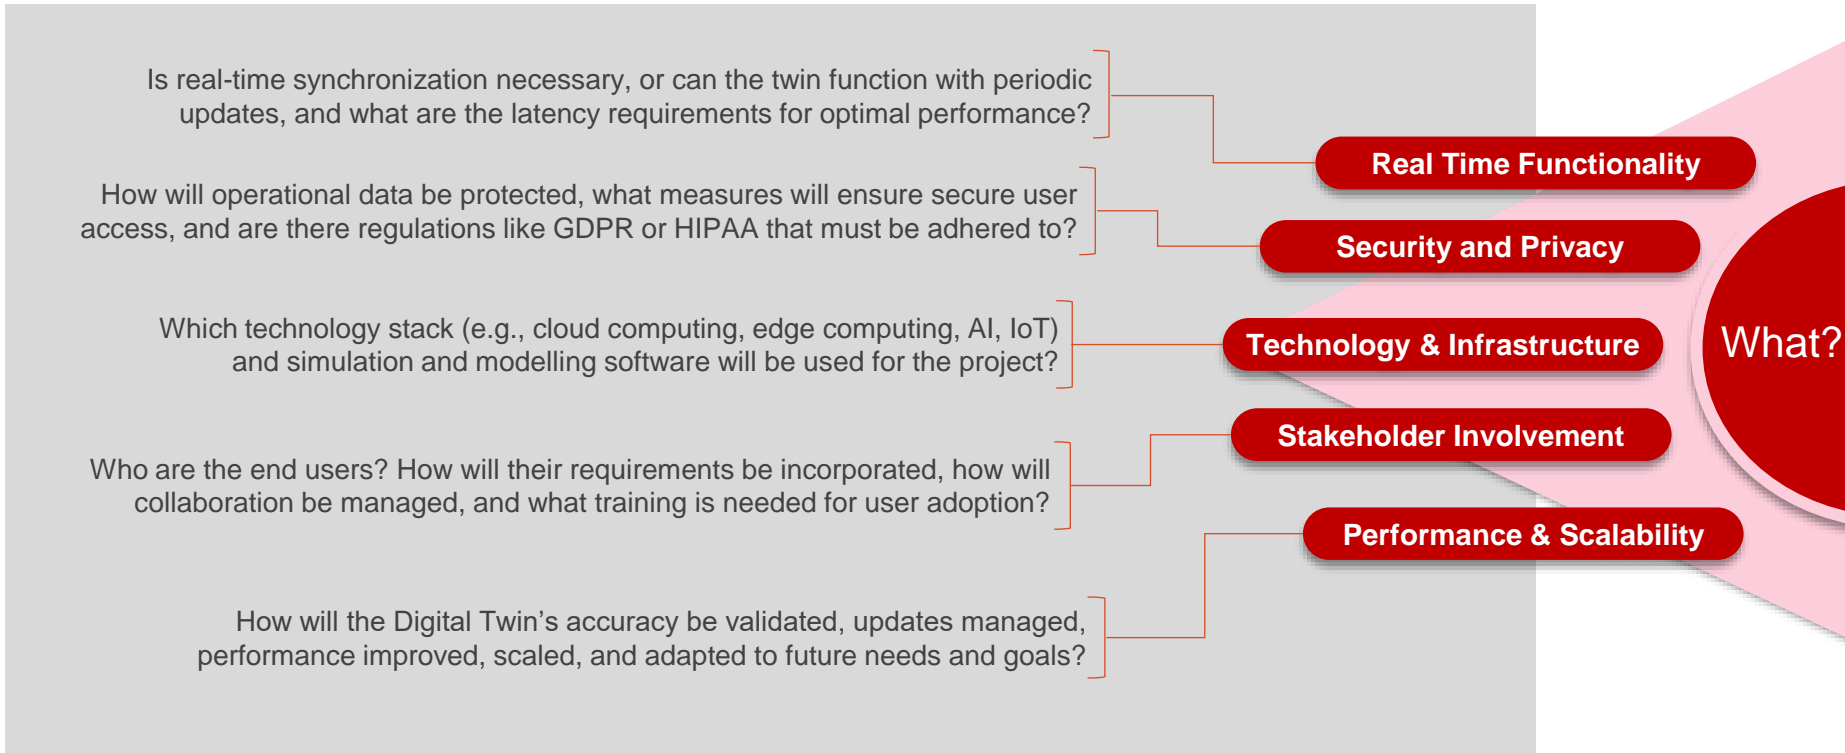 Is real-time synchronization necessary, or can the twin function with periodic
updates, and what are the latency requirements for optimal performance?
Real Time Functionality
How will operational data be protected, what measures will ensure secure user
access, and are there regulations like GDPR or HIPAA that must be adhered to?
Security and Privacy
Which technology stack (e.g., cloud computing, edge computing, AI, IoT)
and simulation and modelling software will be used for the project?
Technology & Infrastructure
What?
Who are the end users? How will their requirements be incorporated, how will
collaboration be managed, and what training is needed for user adoption?
Stakeholder Involvement
How will the Digital Twin’s accuracy be validated, updates managed,
performance improved, scaled, and adapted to future needs and goals?
Performance & Scalability